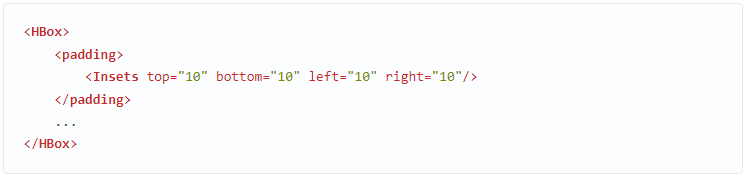 <HBox>
    <padding>
        <Insets top="10" bottom="10" left="10" right="10"/>
    </padding>
    ...
</HBox>